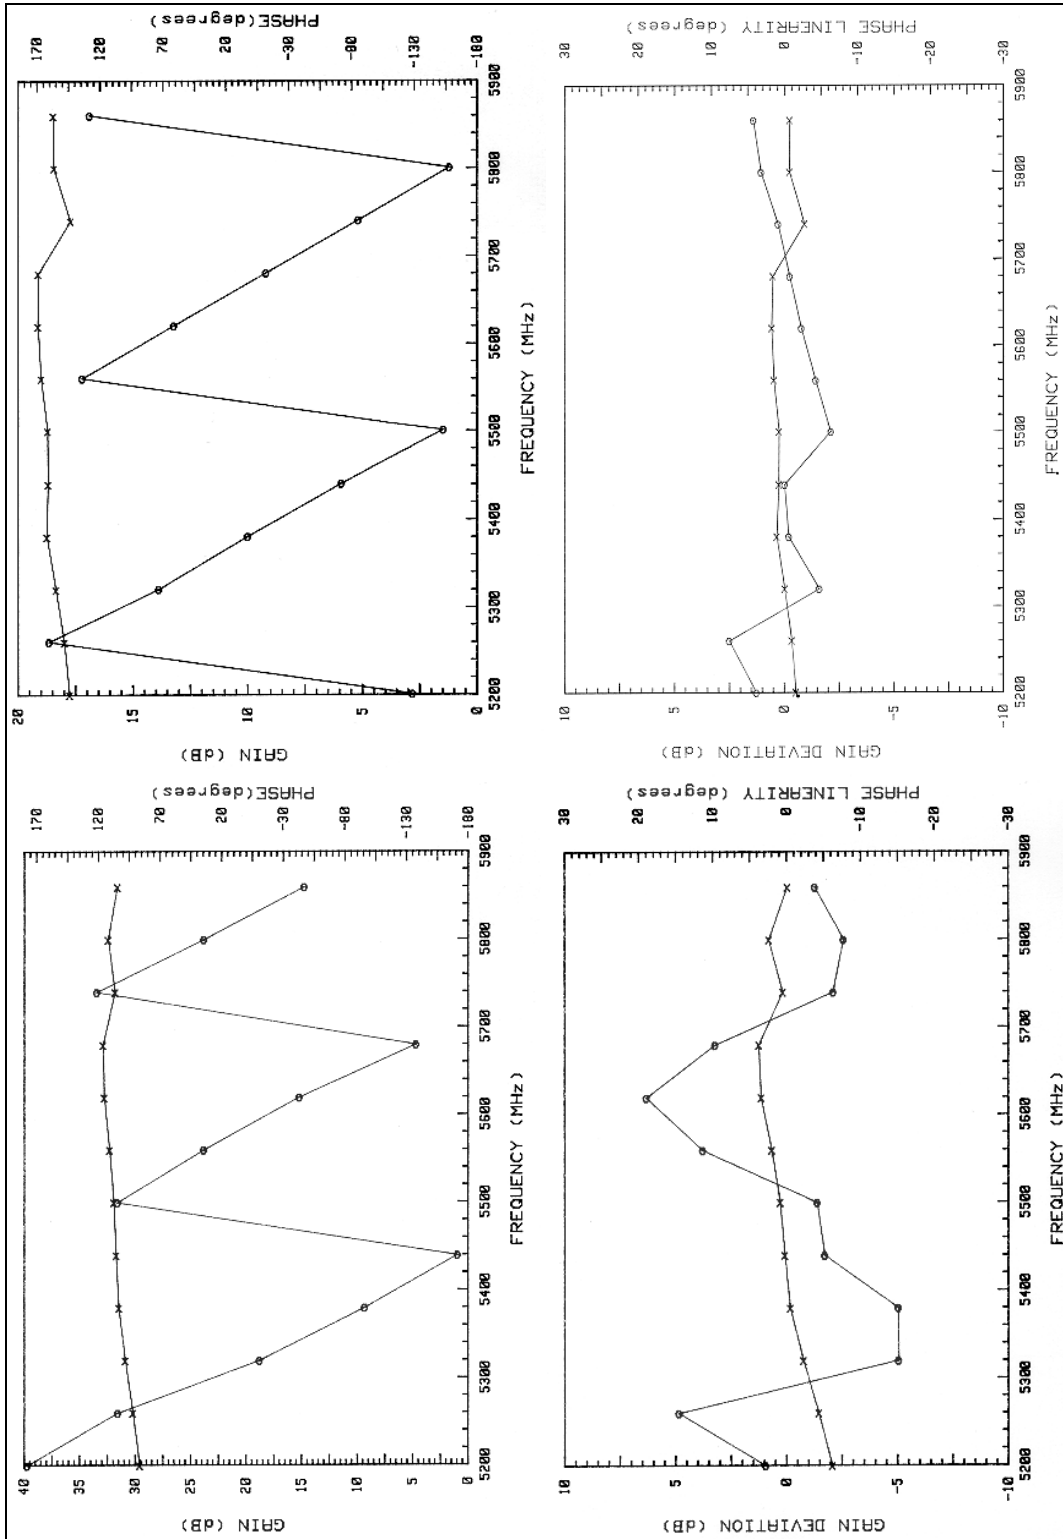 PHASE(degrees)
170 120 70 20 -30 -80 -130 -180
5200 5300 5400 5500 5600 5700 5800 5900
FREQUENCY (MHz)
20 15 10 5 0
GAIN (dB)
PHASE LINEARITY (degrees)
30 20 10 0 -10 -20 -30
5200 5300 5400 5500 5600 5700 5800 5900
FREQUENCY (MHz)
10 5 0 -5 -10
GAIN DEVIATION (dB)
PHASE(degrees)
170 120 70 20 -30 -80 -130 -180
5200 5300 5400 5500 5600 5700 5800 5900
FREQUENCY (MHz)
40 35 30 25 20 15 10 5 0
GAIN (dB)
PHASE LINEARITY (degrees)
30 20 10 0 -10 -20 -30
5200 5300 5400 5500 5600 5700 5800 5900
FREQUENCY (MHz)
10 5 0 -5 -10
GAIN DEVIATION (dB)